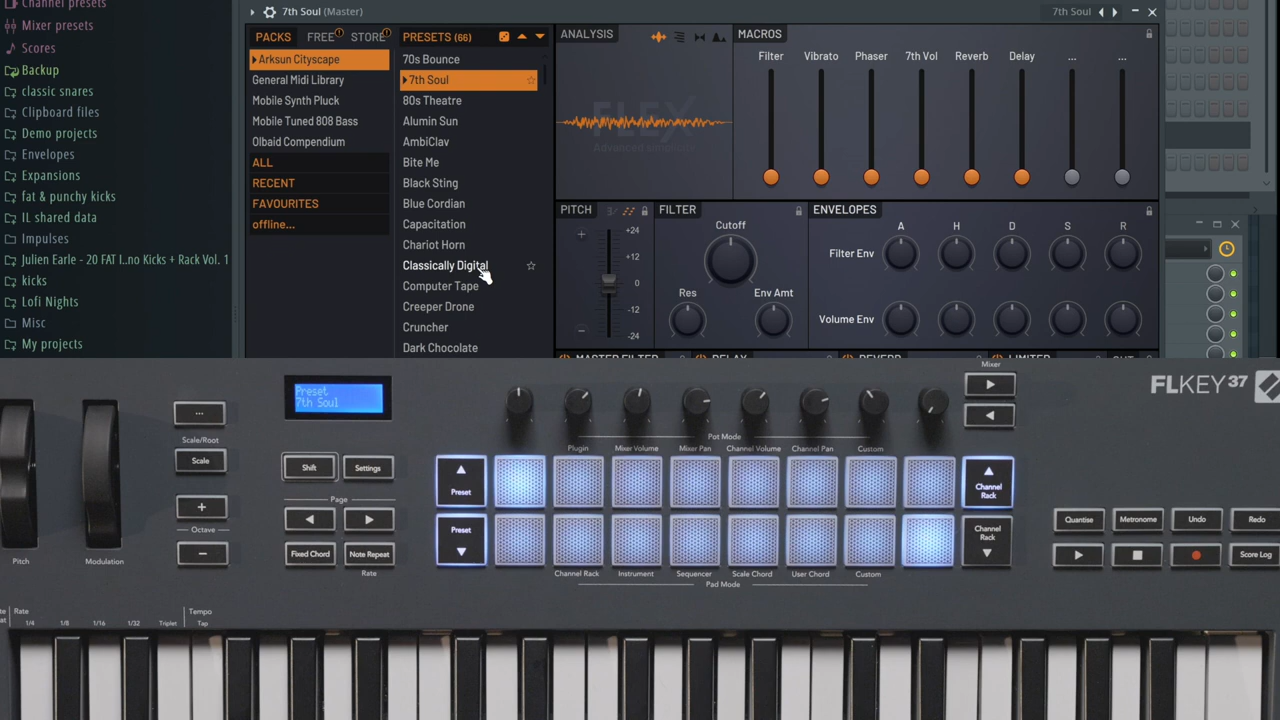 Channel presets
Mixer presets
Scores
Backup
classic snares
Clipboard files
Demo projects
Envelopes
Expansions
fat & punchy kicks
IL shared data
Impulses
Julien Earle - 20 FAT I..no Kicks + Rack Vol. 1
kicks
Lofi Nights
Misc
My projects
7th Soul (Master)
7th Soul
PACKS
FREE
STORE
Arksun Cityscape
General Midi Library
Mobile Synth Pluck
Mobile Tuned 808 Bass
Olbaid Compendium
ALL
RECENT
FAVOURITES
offline...
PRESETS (66)
70s Bounce
7th Soul
80s Theatre
Alumin Sun
AmbiClav
Bite Me
Black Sting
Blue Cordian
Capacitation
Chariot Horn
Classically Digital
Computer Tape
Creeper Drone
Cruncher
Dark Chocolate
ANALYSIS
FLEX
MACROS
Filter Vibrato Phaser 7th Vol Reverb Delay ... ...
PITCH
+24
+12
0
-12
-24
FILTER
Cutoff
Res
Env Amt
ENVELOPES
A H D S R
Filter Env
Volume Env
MASTER FILTER
DELAY
REVERB
LIMITER
OUT
Preset
7th Soul
Mixer
FLKEY37
...
Scale/Root
Scale
+
Octave
−
Pitch
Modulation
Shift
Settings
Page
Fixed Chord
Note Repeat
Rate
Pot Mode
Plugin Mixer Volume Mixer Pan Channel Volume Channel Pan Custom
Preset
Preset
Channel Rack
Channel Rack
Channel Rack Instrument Sequencer Scale Chord User Chord Custom
Pad Mode
Quantise Metronome Undo Redo
Score Log
Rate
1/4 1/8 1/16 1/32 Triplet
Tempo
Tap